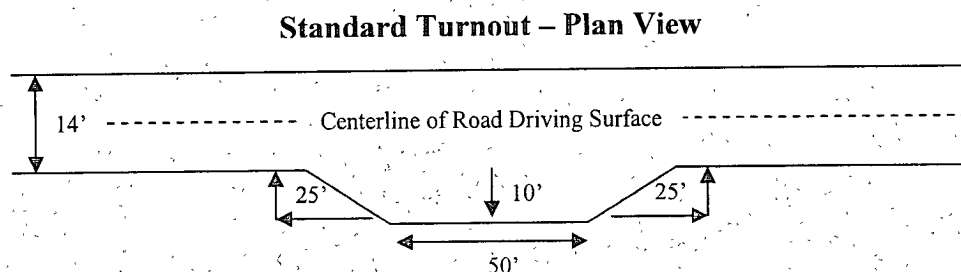 Standard Turnout – Plan View
14'
Centerline of Road Driving Surface
25'
10'
25'
50'